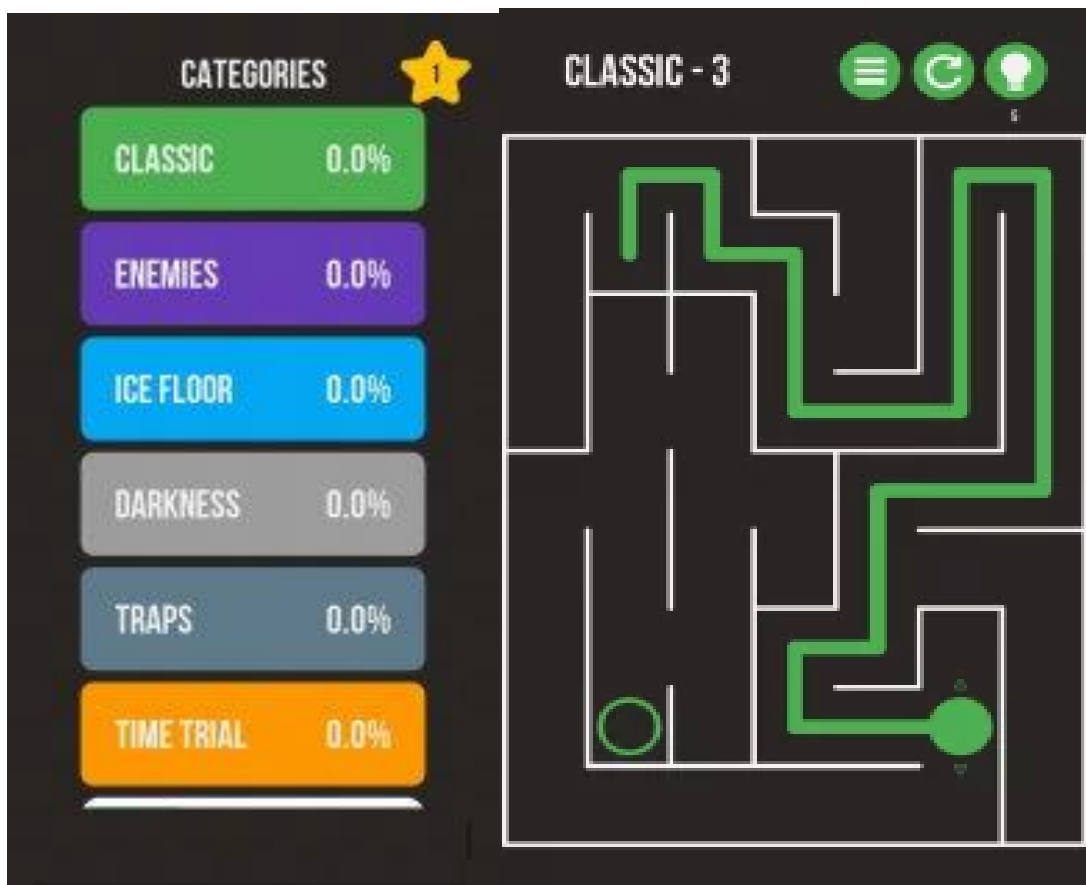 CATEGORIES
1
CLASSIC 0.0%
ENEMIES 0.0%
ICE FLOOR 0.0%
DARKNESS 0.0%
TRAPS 0.0%
TIME TRIAL 0.0%
CLASSIC - 3